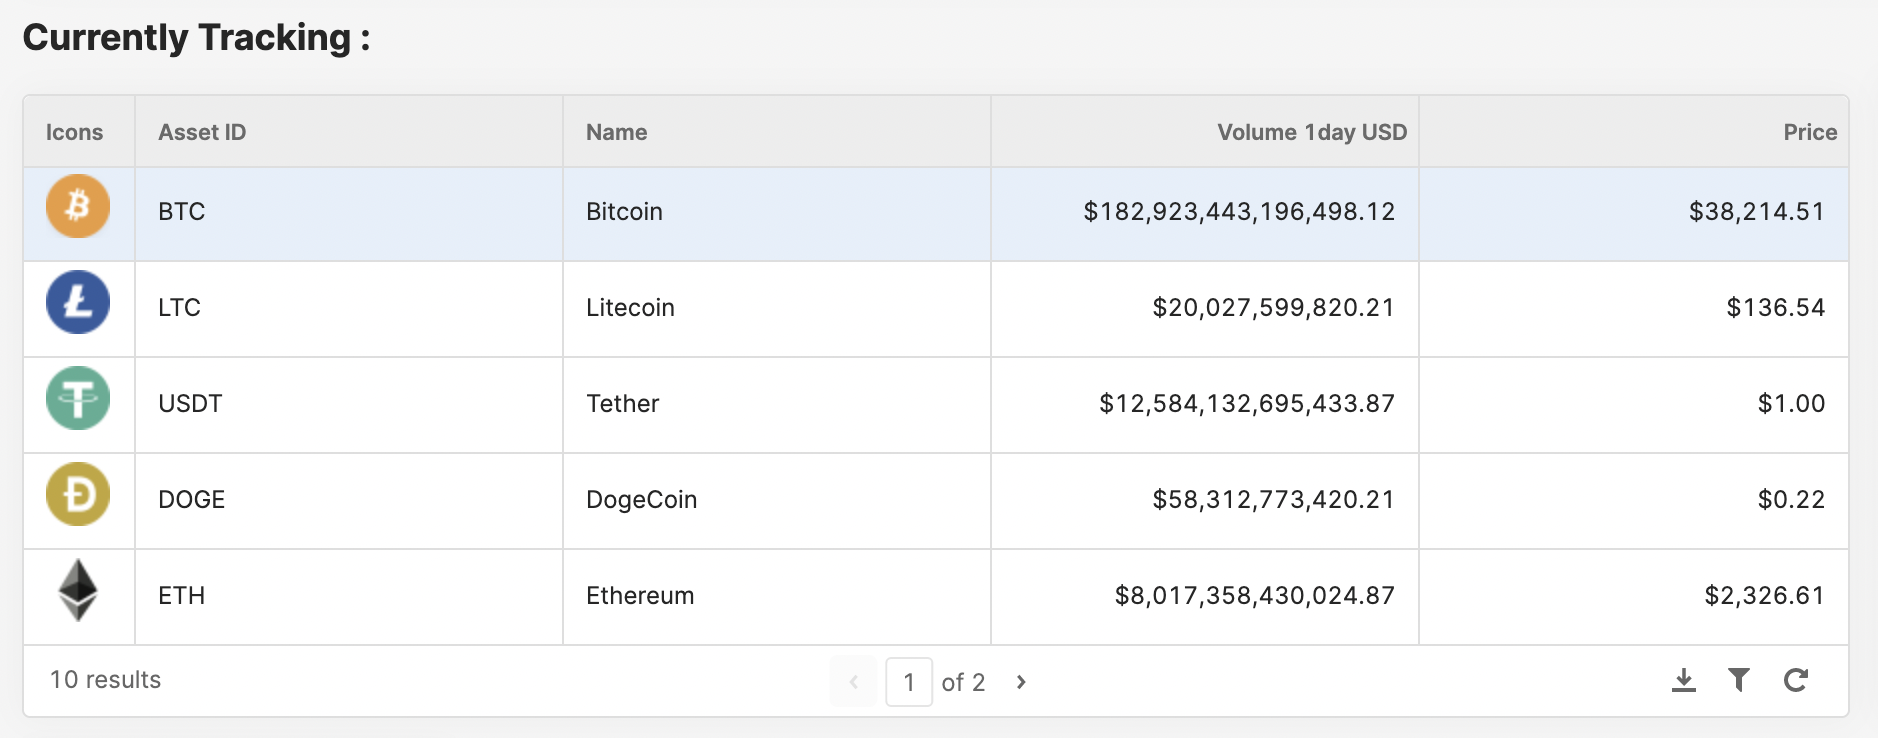 Currently Tracking :
Icons Asset ID Name Volume 1day USD Price
BTC Bitcoin $182,923,443,196,498.12 $38,214.51
LTC Litecoin $20,027,599,820.21 $136.54
USDT Tether $12,584,132,695,433.87 $1.00
DOGE DogeCoin $58,312,773,420.21 $0.22
ETH Ethereum $8,017,358,430,024.87 $2,326.61
10 results 1 of 2